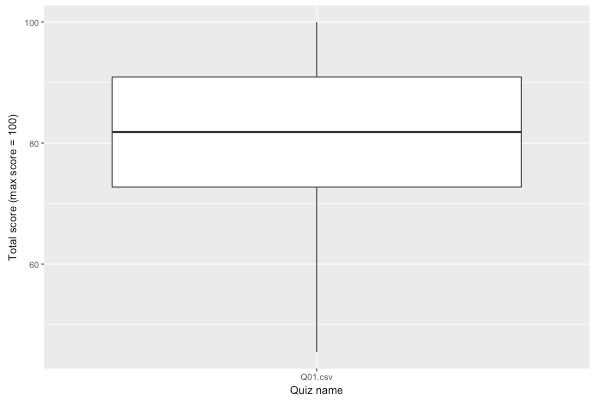 Total score (max score = 100)
100
80
60
Q01.csv
Quiz name